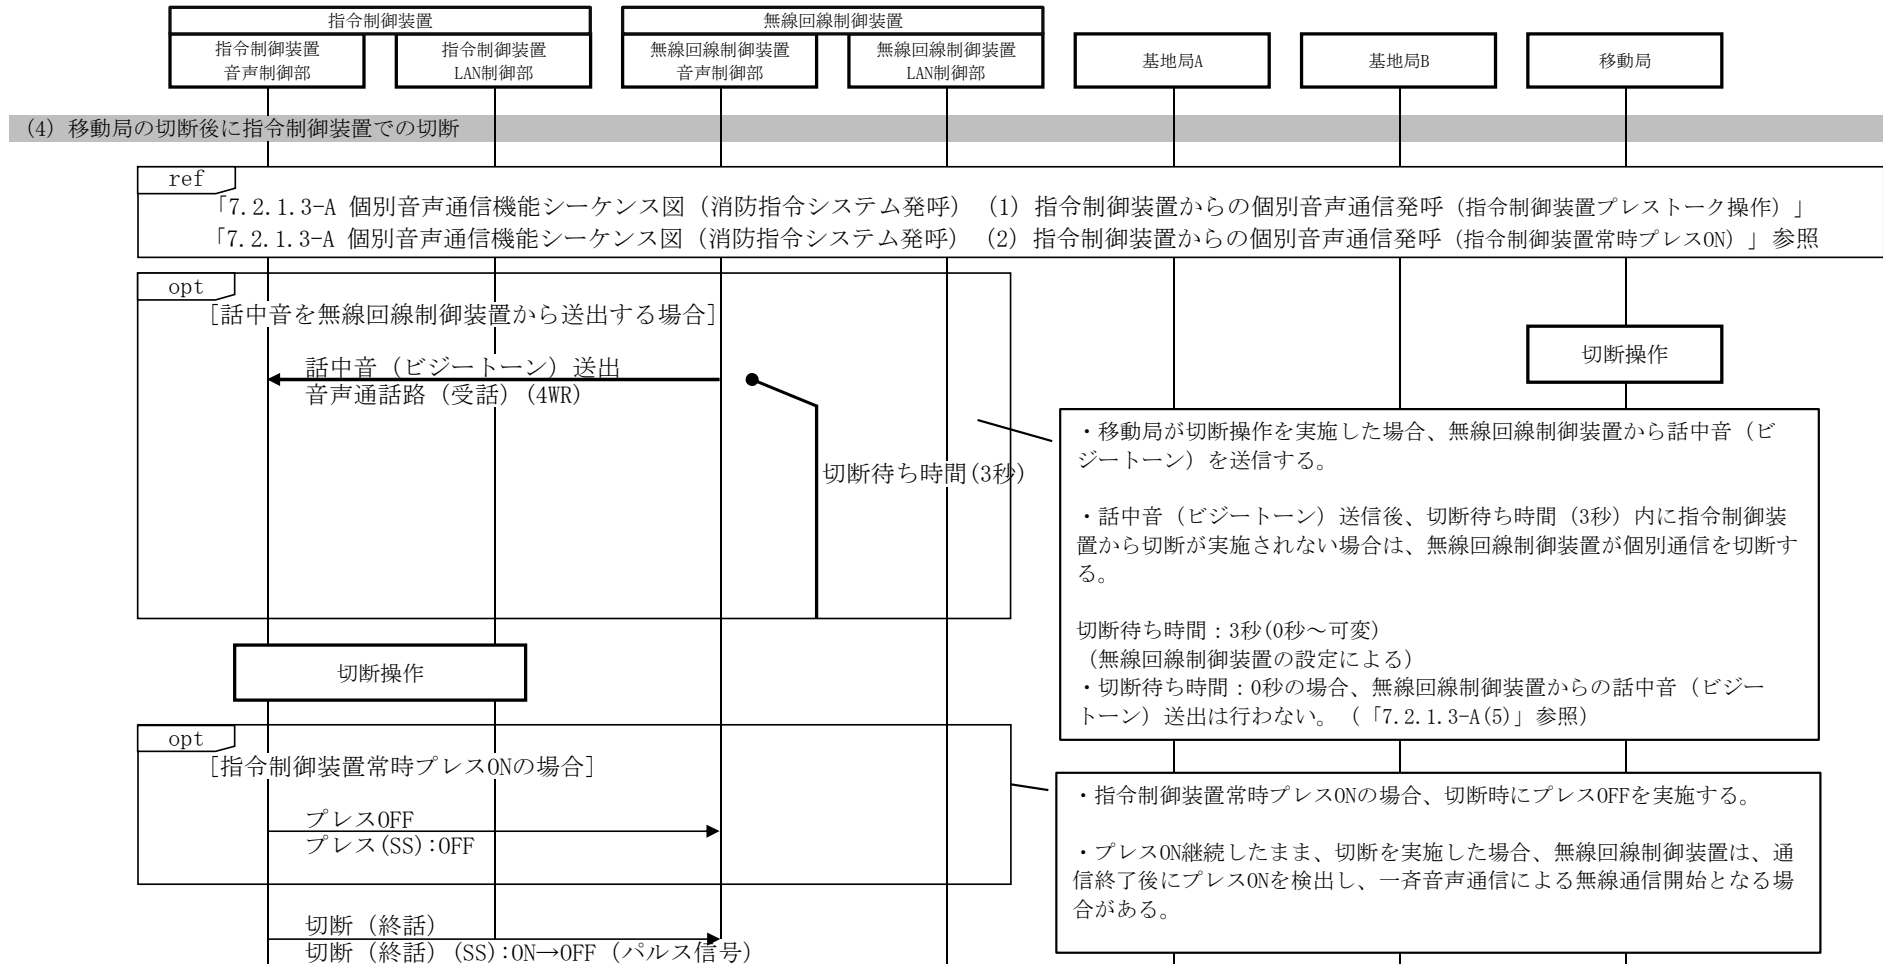 指令制御装置
無線回線制御装置
指令制御装置
音声制御部
指令制御装置
LAN制御部
無線回線制御装置
音声制御部
無線回線制御装置
LAN制御部
基地局A
基地局B
移動局
(4) 移動局の切断後に指令制御装置での切断
ref
「7.2.1.3-A 個別音声通信機能シーケンス図（消防指令システム発呼）（1）指令制御装置からの個別音声通信発呼（指令制御装置プレストーク操作）」
「7.2.1.3-A 個別音声通信機能シーケンス図（消防指令システム発呼）（2）指令制御装置からの個別音声通信発呼（指令制御装置常時プレスON）」参照
opt
[話中音を無線回線制御装置から送出する場合]
切断操作
話中音（ビジートーン）送出
音声通話路（受話）(4WR)
切断待ち時間(3秒)
・移動局が切断操作を実施した場合、無線回線制御装置から話中音（ビ
ジートーン）を送信する。
・話中音（ビジートーン）送信後、切断待ち時間（3秒）内に指令制御装
置から切断が実施されない場合は、無線回線制御装置が個別通信を切断す
る。
切断待ち時間：3秒(0秒～可変)
（無線回線制御装置の設定による）
・切断待ち時間：0秒の場合、無線回線制御装置からの話中音（ビジー
トーン）送出は行わない。（「7.2.1.3-A(5)」参照）
切断操作
opt
[指令制御装置常時プレスONの場合]
プレスOFF
プレス(SS):OFF
・指令制御装置常時プレスONの場合、切断時にプレスOFFを実施する。
・プレスON継続したまま、切断を実施した場合、無線回線制御装置は、通
信終了後にプレスONを検出し、一斉音声通信による無線通信開始となる場
合がある。
切断（終話）
切断（終話）(SS):ON→OFF（パルス信号）